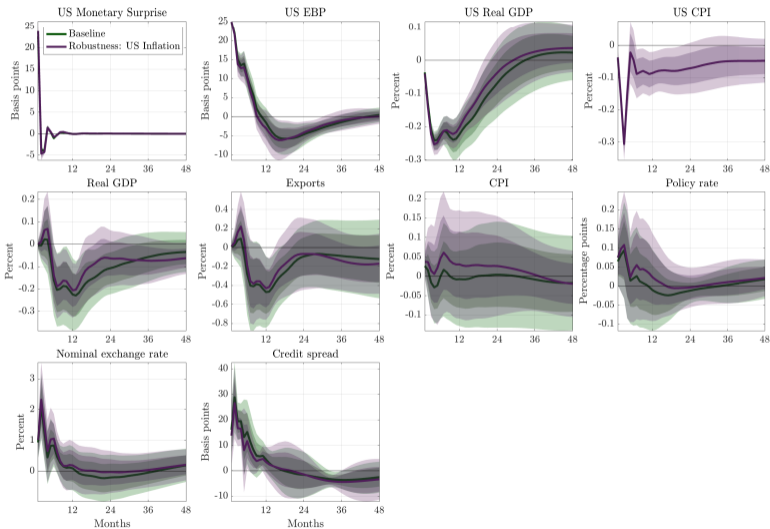 US Monetary Surprise
US EBP
US Real GDP
US CPI
25
20
15
10
5
0
-5
Basis points
Baseline
Robustness: US Inflation
12 24 36 48
25
20
15
10
5
0
-5
-10
Basis points
12 24 36 48
0.1
0
-0.1
-0.2
-0.3
Percent
12 24 36 48
0
-0.1
-0.2
-0.3
Percent
12 24 36 48
Real GDP
Exports
CPI
Policy rate
0.2
0.1
0
-0.1
-0.2
-0.3
Percent
12 24 36 48
0.4
0.2
0
-0.2
-0.4
-0.6
-0.8
Percent
12 24 36 48
0.2
0.15
0.1
0.05
0
-0.05
-0.1
Percent
12 24 36 48
0.2
0.15
0.1
0.05
0
-0.05
-0.1
Percentage points
12 24 36 48
Nominal exchange rate
Credit spread
3
2
1
0
Percent
12 24 36 48
Months
40
30
20
10
0
-10
Basis points
12 24 36 48
Months